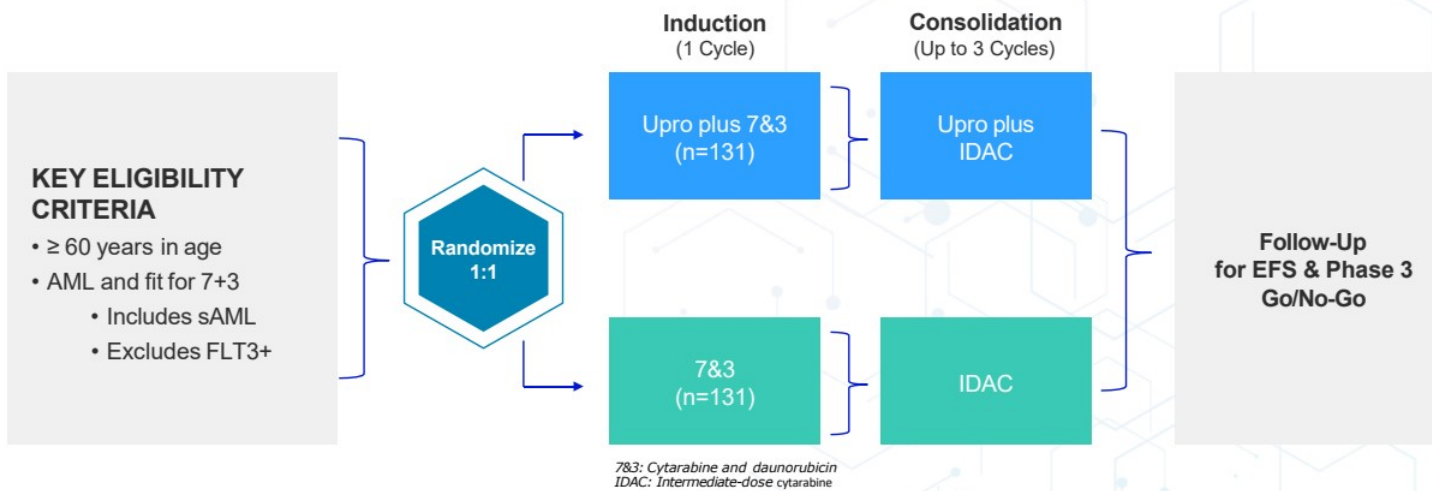 KEY ELIGIBILITY
CRITERIA
• ≥ 60 years in age
• AML and fit for 7+3
• Includes sAML
• Excludes FLT3+
Randomize
1:1
Induction
(1 Cycle)
Upro plus 7&3
(n=131)
7&3
(n=131)
Consolidation
(Up to 3 Cycles)
Upro plus
IDAC
IDAC
Follow-Up
for EFS & Phase 3
Go/No-Go
7&3: Cytarabine and daunorubicin
IDAC: Intermediate-dose cytarabine